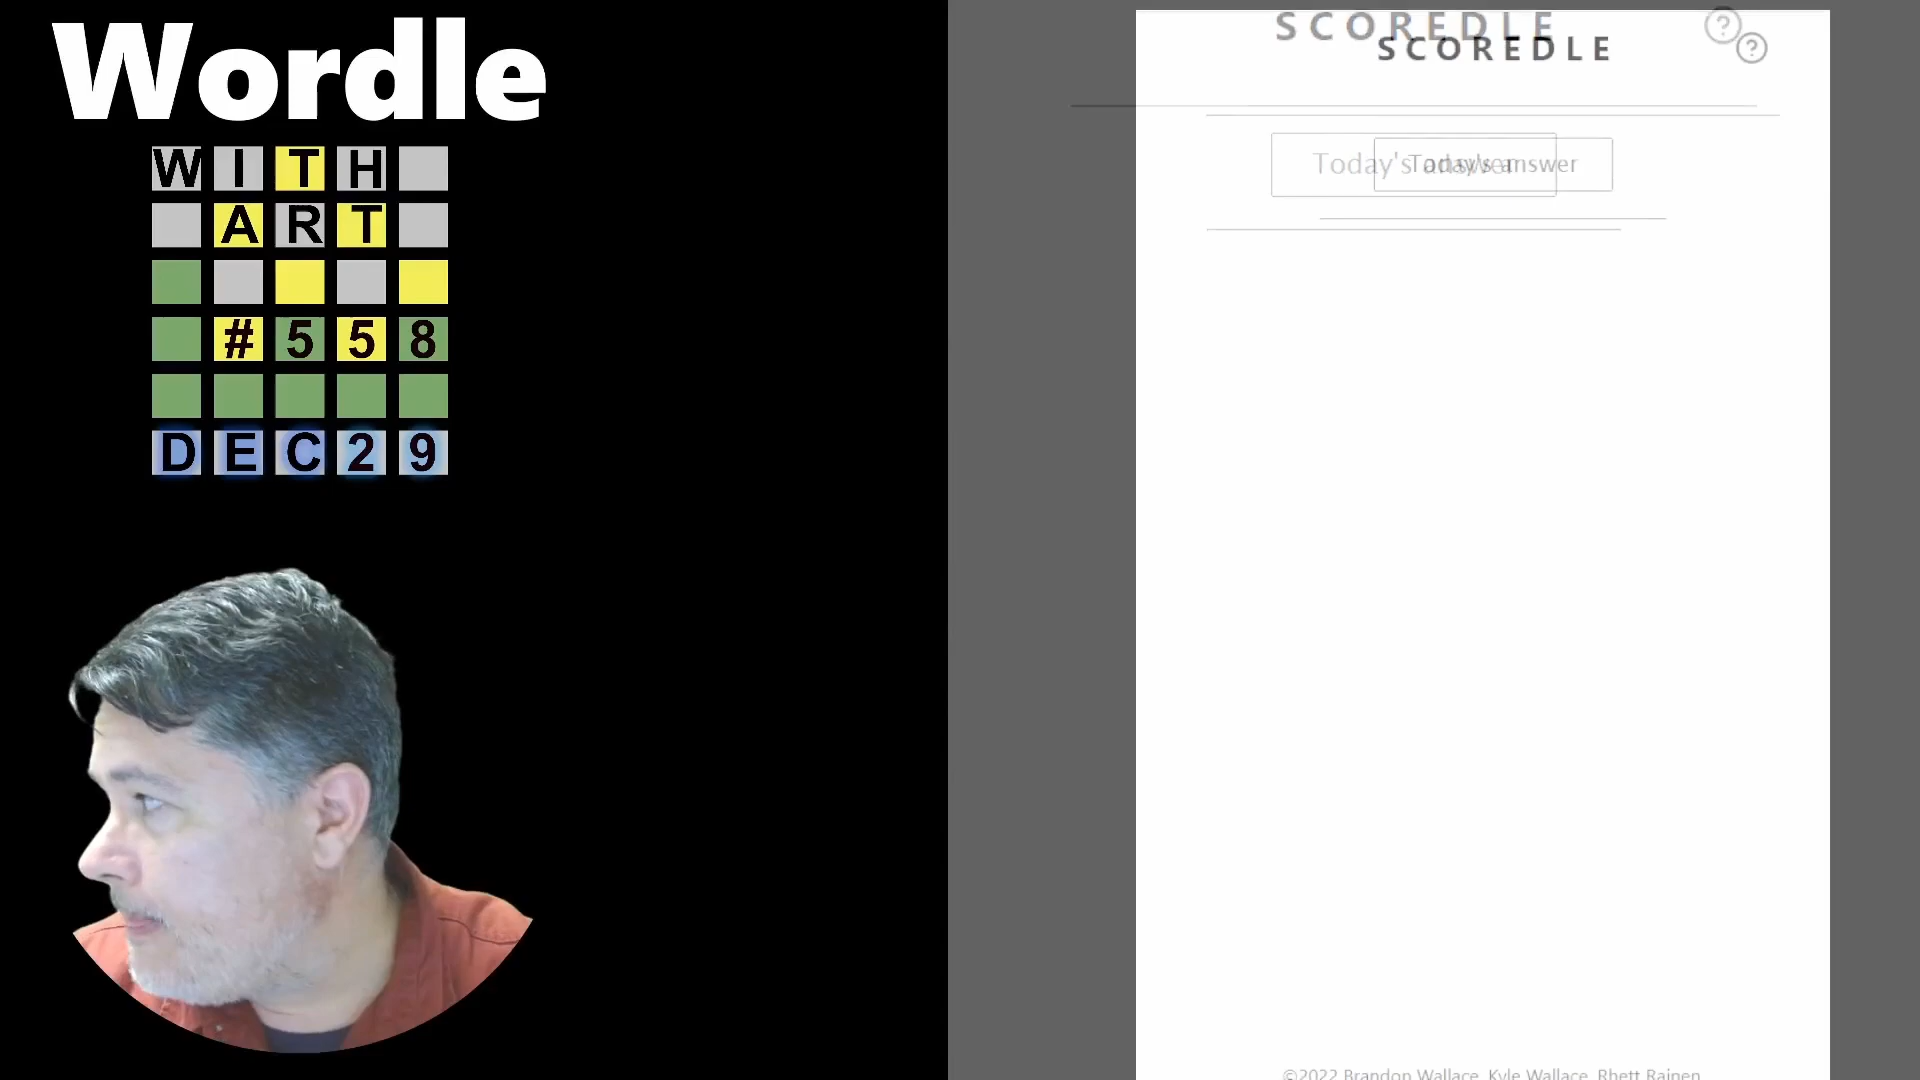 Wordle
WITH
ART
#558
DEC29
SCOREDLE
SCOREDLE
?
?
Today's answer
Today's answer
©2022 Brandon Wallace, Kyle Wallace, Rhett Rainen